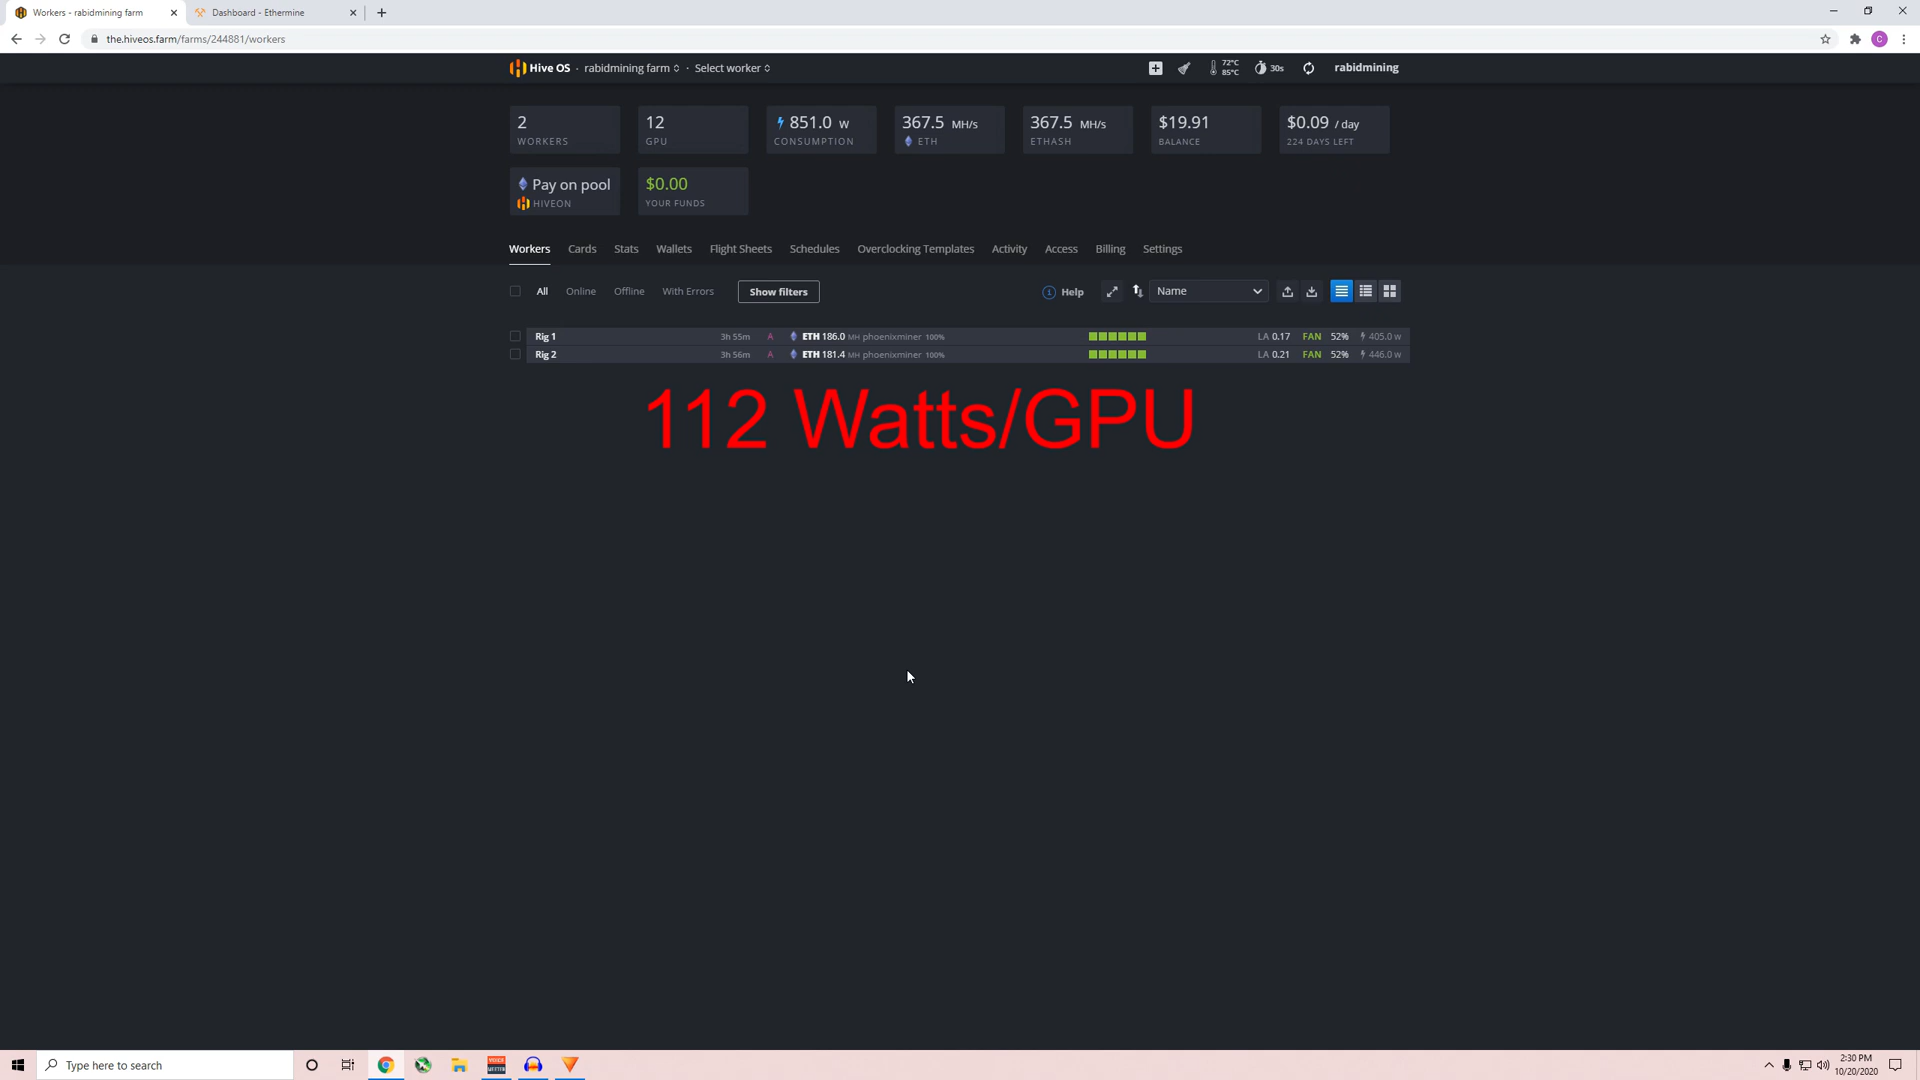 Workers - rabidmining farm
Dashboard - Ethermine
the.hiveos.farm/farms/244881/workers
Hive OS · rabidmining farm · Select worker
72°C
85°C
30s
rabidmining
2
WORKERS
12
GPU
851.0 W
CONSUMPTION
367.5 MH/s
ETH
367.5 MH/s
ETHASH
$19.91
BALANCE
$0.09 / day
224 DAYS LEFT
Pay on pool
HIVEON
$0.00
YOUR FUNDS
Workers Cards Stats Wallets Flight Sheets Schedules Overclocking Templates Activity Access Billing Settings
All Online Offline With Errors Show filters Help Name
Rig 1 3h 55m A ETH 186.0 MH phoenixminer 100% LA 0.17 FAN 52% 405.0 w
Rig 2 3h 56m A ETH 181.4 MH phoenixminer 100% LA 0.21 FAN 52% 446.0 w
112 Watts/GPU
Type here to search
2:30 PM
10/20/2020